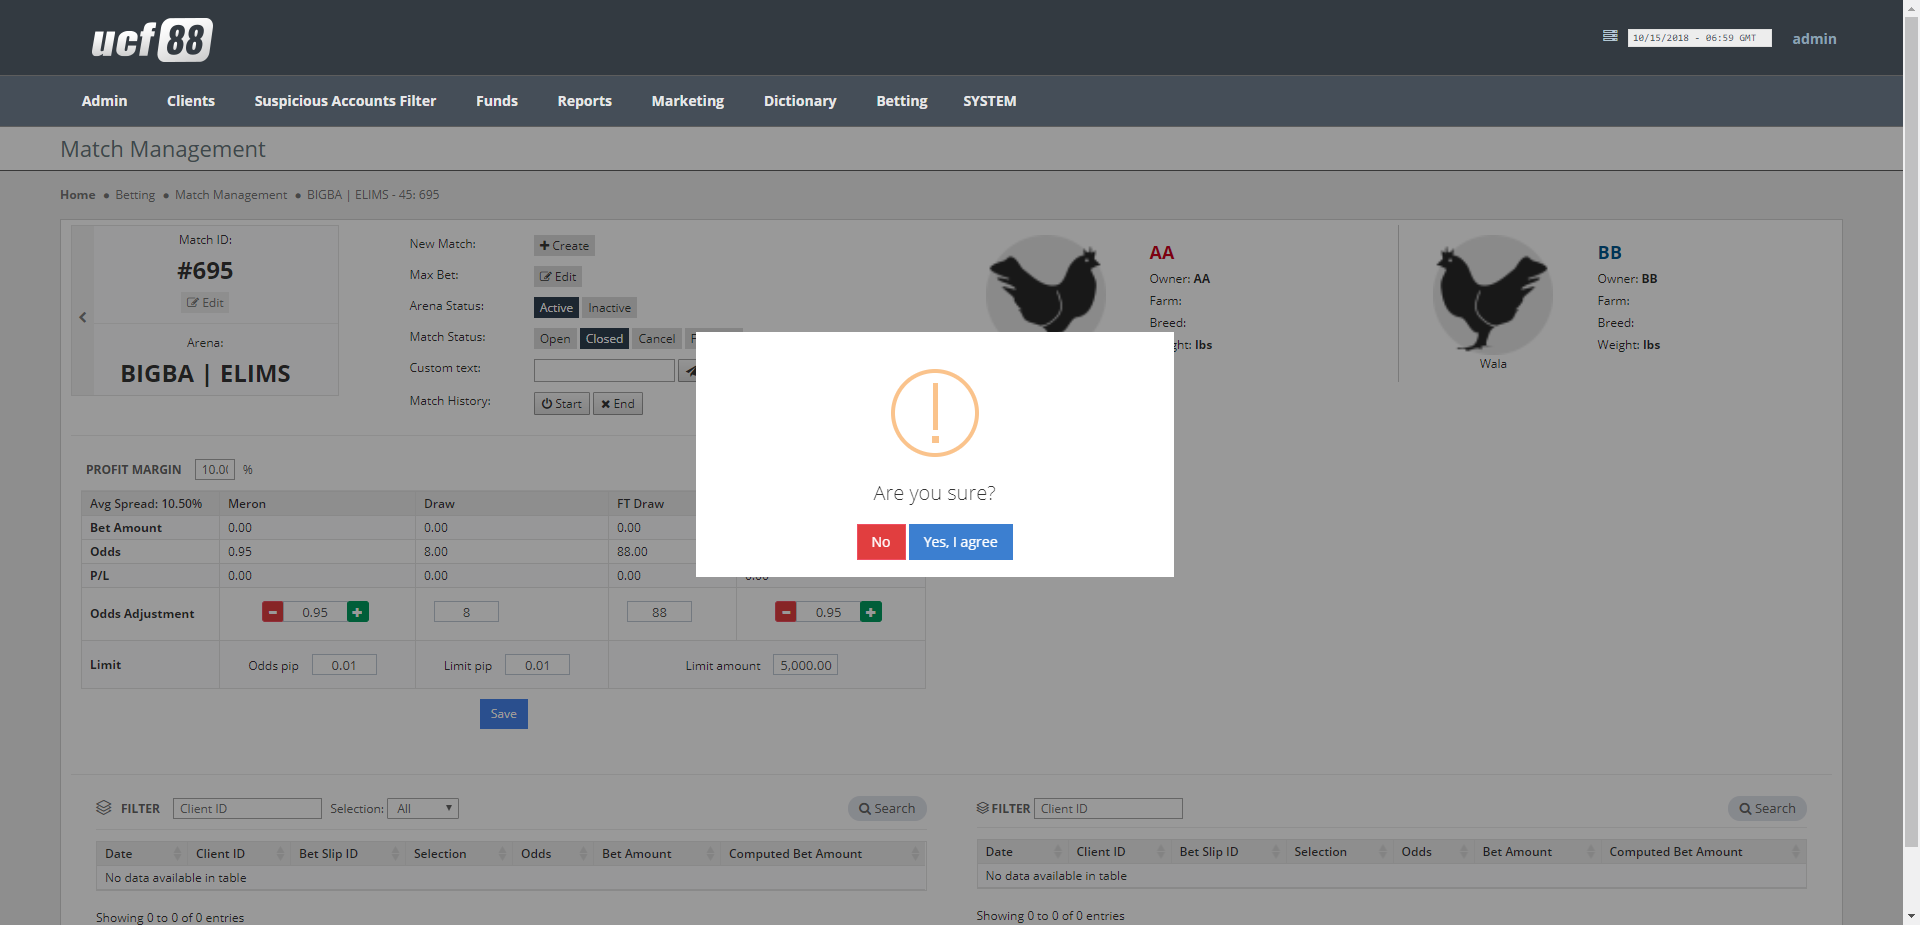 ucf 88
10/15/2018 - 06:59 GMT
admin
Admin Clients Suspicious Accounts Filter Funds Reports Marketing Dictionary Betting SYSTEM
Match Management
Home • Betting • Match Management • BIGBA | ELIMS - 45: 695
Match ID:
#695
Edit
Arena:
BIGBA | ELIMS
New Match: Create
Max Bet: Edit
Arena Status: Active Inactive
Match Status: Open Closed Cancel
Custom text:
Match History: Start End
AA
Owner: AA
Farm:
Breed:
lbs
Wala
BB
Owner: BB
Farm:
Breed:
Weight: lbs
Are you sure?
No Yes, I agree
PROFIT MARGIN 10.0 %
Avg Spread: 10.50% Meron Draw FT Draw
Bet Amount 0.00 0.00 0.00
Odds 0.95 8.00 88.00
P/L 0.00 0.00 0.00
Odds Adjustment - 0.95 + 8 88 - 0.95 +
Limit Odds pip 0.01 Limit pip 0.01 Limit amount 5,000.00
Save
FILTER Client ID Selection: All Search
Date Client ID Bet Slip ID Selection Odds Bet Amount Computed Bet Amount
No data available in table
Showing 0 to 0 of 0 entries
FILTER Client ID Search
Date Client ID Bet Slip ID Selection Odds Bet Amount Computed Bet Amount
No data available in table
Showing 0 to 0 of 0 entries